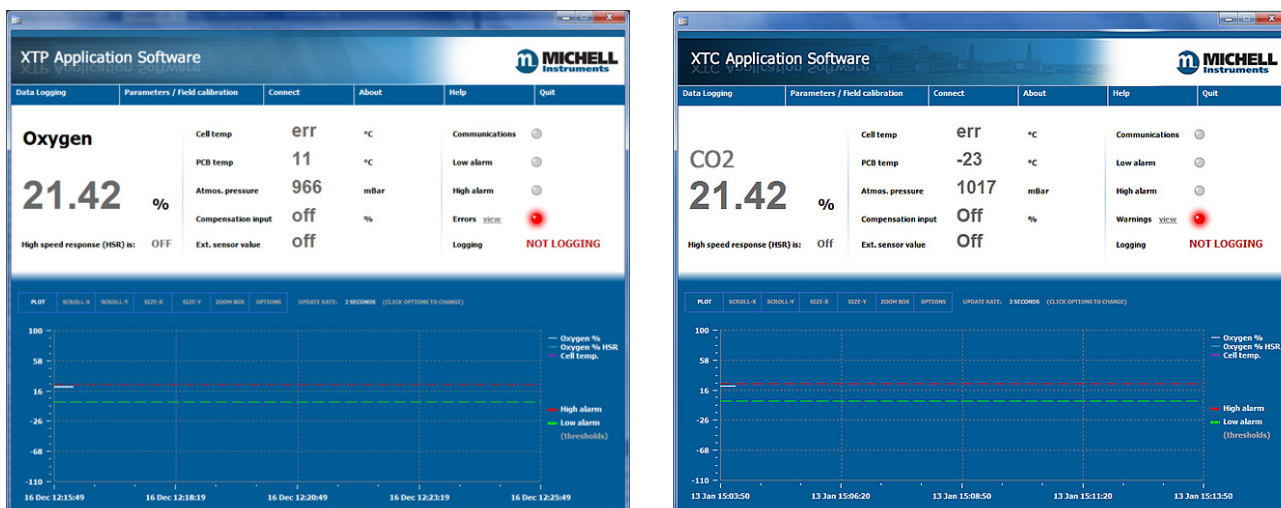 XTP Application Software
MICHELL
Instruments
Data Logging Parameters / Field calibration Connect About Help Quit
Oxygen
21.42 %
High speed response (HSR) is: OFF
Cell temp err °C
PCB temp 11 °C
Atmos. pressure 966 mBar
Compensation input off %
Ext. sensor value off
Communications
Low alarm
High alarm
Errors view
Logging NOT LOGGING
PLOT SCROLL-X SCROLL-Y SIZE-X SIZE-Y ZOOM BOX OPTIONS UPDATE RATE: 2 SECONDS (CLICK OPTIONS TO CHANGE)
100
58
16
-26
-68
-110
Oxygen %
Oxygen % HSR
Cell temp.
High alarm
Low alarm
(thresholds)
16 Dec 12:15:49 16 Dec 12:18:19 16 Dec 12:20:49 16 Dec 12:23:19 16 Dec 12:25:49
XTC Application Software
MICHELL
Instruments
Data Logging Parameters / Field calibration Connect About Help Quit
CO2
21.42 %
High speed response (HSR) is: Off
Cell temp err °C
PCB temp -23 °C
Atmos. pressure 1017 mBar
Compensation input Off %
Ext. sensor value Off
Communications
Low alarm
High alarm
Warnings view
Logging NOT LOGGING
PLOT SCROLL-X SCROLL-Y SIZE-X SIZE-Y ZOOM BOX OPTIONS UPDATE RATE: 2 SECONDS (CLICK OPTIONS TO CHANGE)
100
58
16
-26
-68
-110
Oxygen %
Oxygen % HSR
Cell temp.
High alarm
Low alarm
(thresholds)
13 Jan 15:03:50 13 Jan 15:06:20 13 Jan 15:08:50 13 Jan 15:11:20 13 Jan 15:13:50